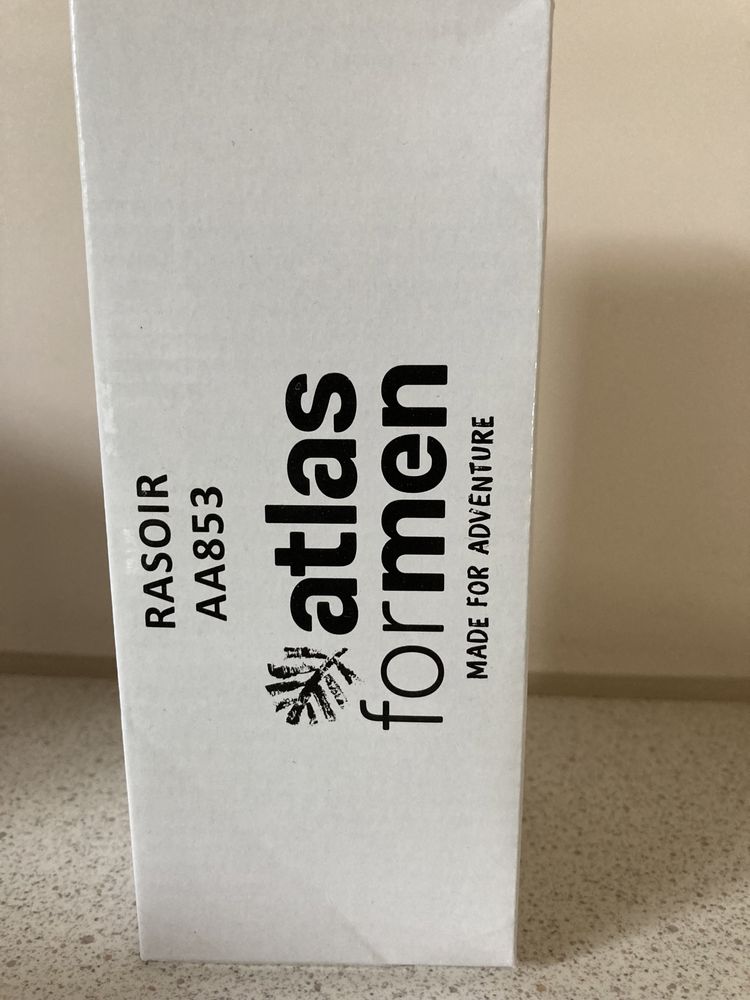 RASOIR
AA853
atlas
formen
MADE FOR ADVENTURE